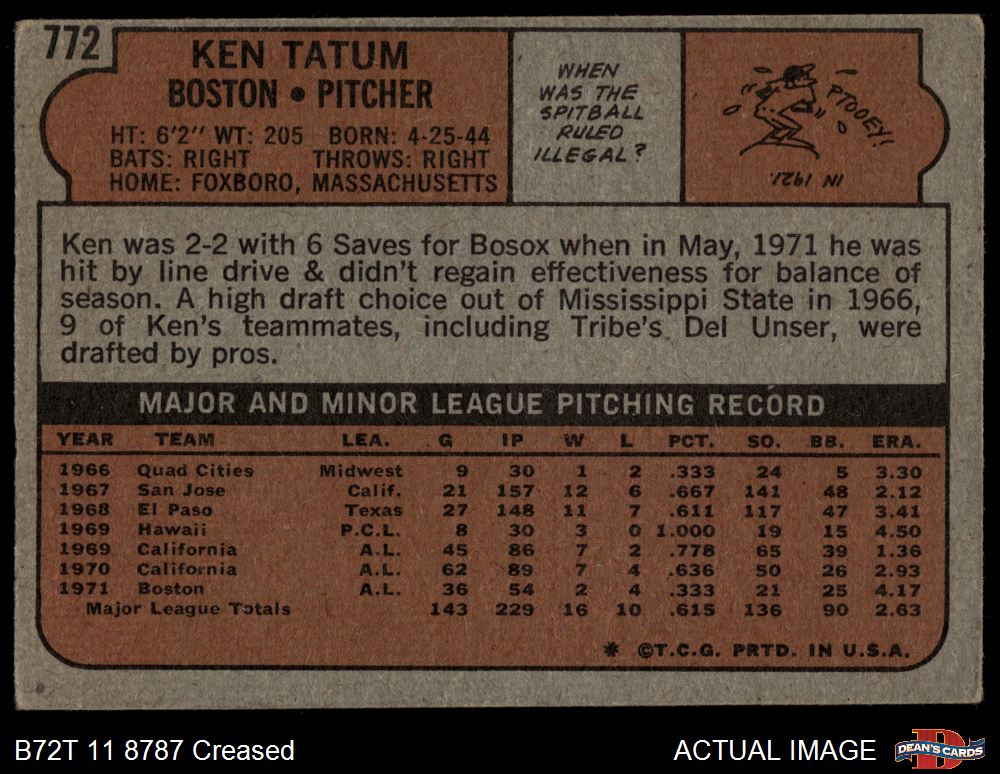 772
KEN TATUM
BOSTON • PITCHER
HT: 6'2" WT: 205 BORN: 4-25-44
BATS: RIGHT THROWS: RIGHT
HOME: FOXBORO, MASSACHUSETTS
WHEN
WAS THE
SPITBALL
RULED
ILLEGAL?
PTOOEY!!
IN 1921.
Ken was 2-2 with 6 Saves for Bosox when in May, 1971 he was
hit by line drive & didn't regain effectiveness for balance of
season. A high draft choice out of Mississippi State in 1966,
9 of Ken's teammates, including Tribe's Del Unser, were
drafted by pros.
MAJOR AND MINOR LEAGUE PITCHING RECORD
YEAR TEAM LEA. G IP W L PCT. SO. BB. ERA.
1966 Quad Cities Midwest 9 30 1 2 .333 24 5 3.30
1967 San Jose Calif. 21 157 12 6 .667 141 48 2.12
1968 El Paso Texas 27 148 11 7 .611 117 47 3.41
1969 Hawaii P.C.L. 8 30 3 0 1.000 19 15 4.50
1969 California A.L. 45 86 7 2 .778 65 39 1.36
1970 California A.L. 62 89 7 4 .636 50 26 2.93
1971 Boston A.L. 36 54 2 4 .333 21 25 4.17
Major League Totals 143 229 16 10 .615 136 90 2.63
* ©T.C.G. PRTD. IN U.S.A.
B72T 11 8787 Creased
ACTUAL IMAGE
DEAN'S CARDS